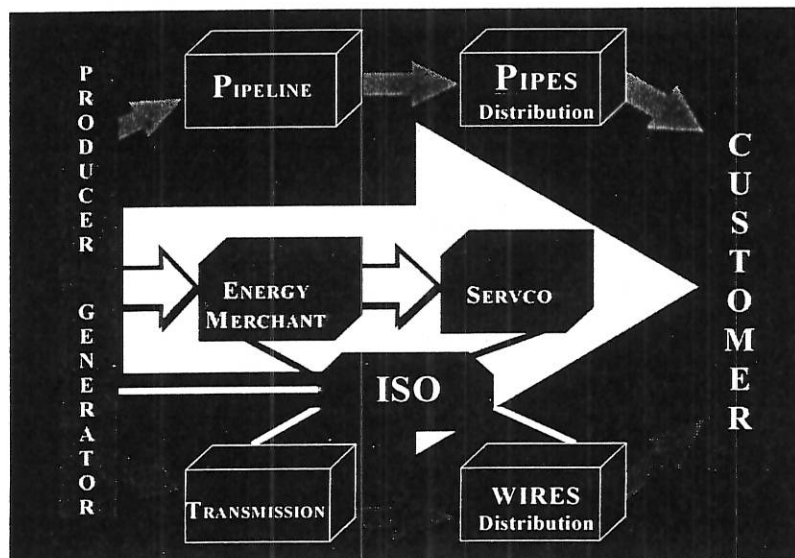 PRODUCER
GENERATOR
PIPELINE
PIPES
Distribution
ENERGY
MERCHANT
SERVCO
ISO
TRANSMISSION
WIRES
Distribution
CUSTOMER